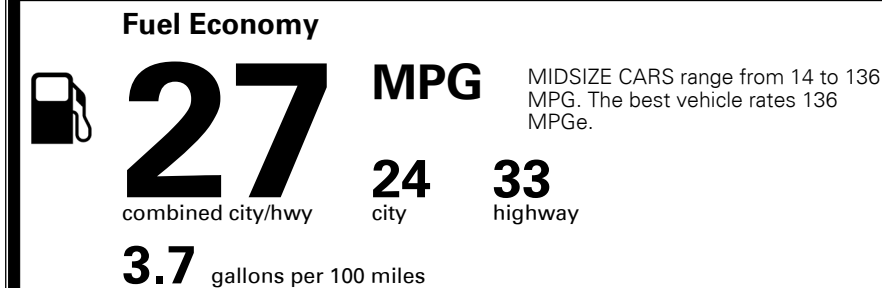 Fuel Economy
27 MPG
MIDSIZE CARS range from 14 to 136
MPG. The best vehicle rates 136
MPGe.
combined city/hwy
24
city
33
highway
3.7 gallons per 100 miles